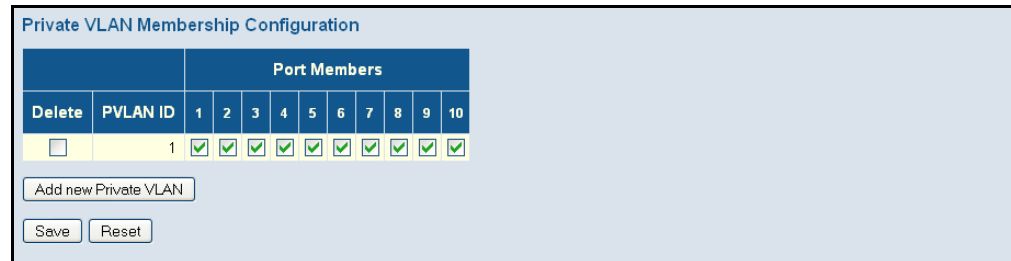 Private VLAN Membership Configuration
Port Members
Delete PVLAN ID 1 2 3 4 5 6 7 8 9 10
1
Add new Private VLAN
Save Reset